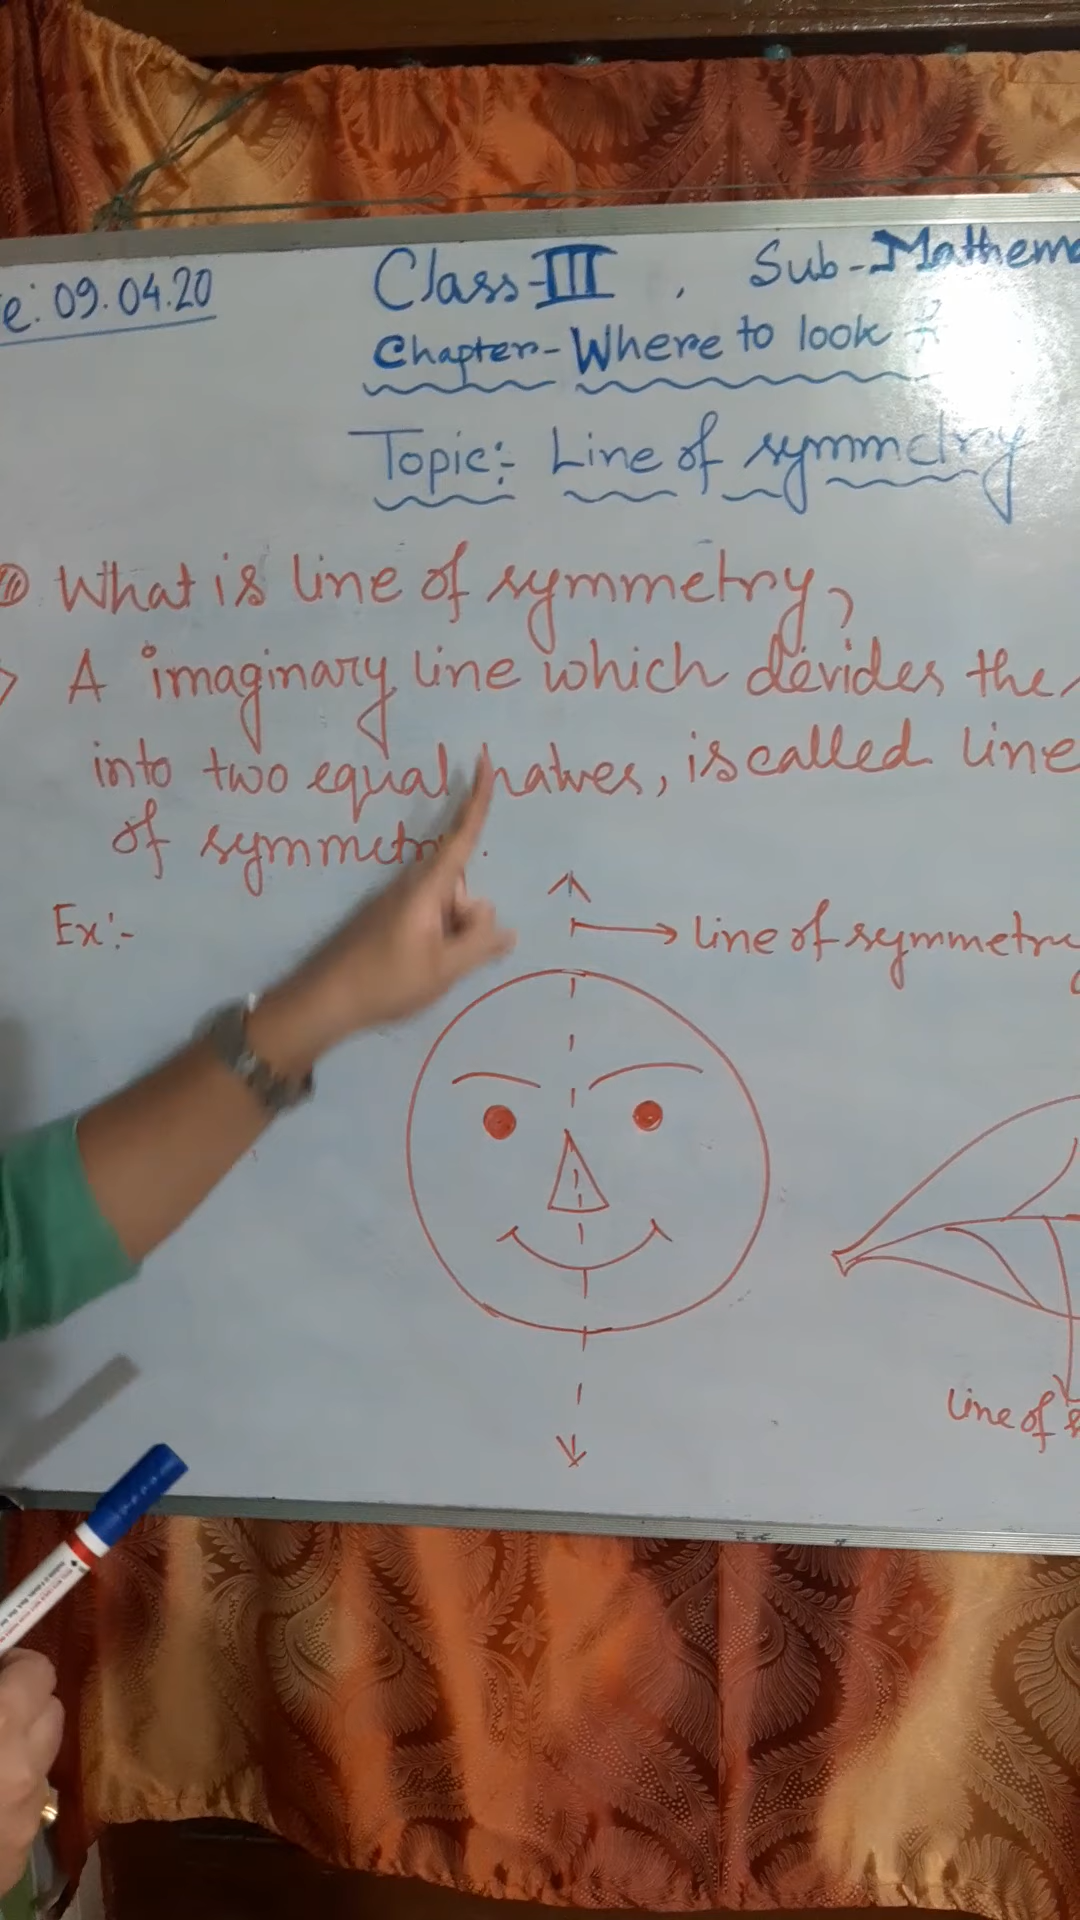 e: 09.04.20
Class-III , Sub-Mathema
Chapter-Where to look
Topic:- Line of symmetry
What is line of symmetry?
A imaginary line which devides the
into two equal halves, is called line
of symmetry.
Ex:-
line of symmetry
line of s